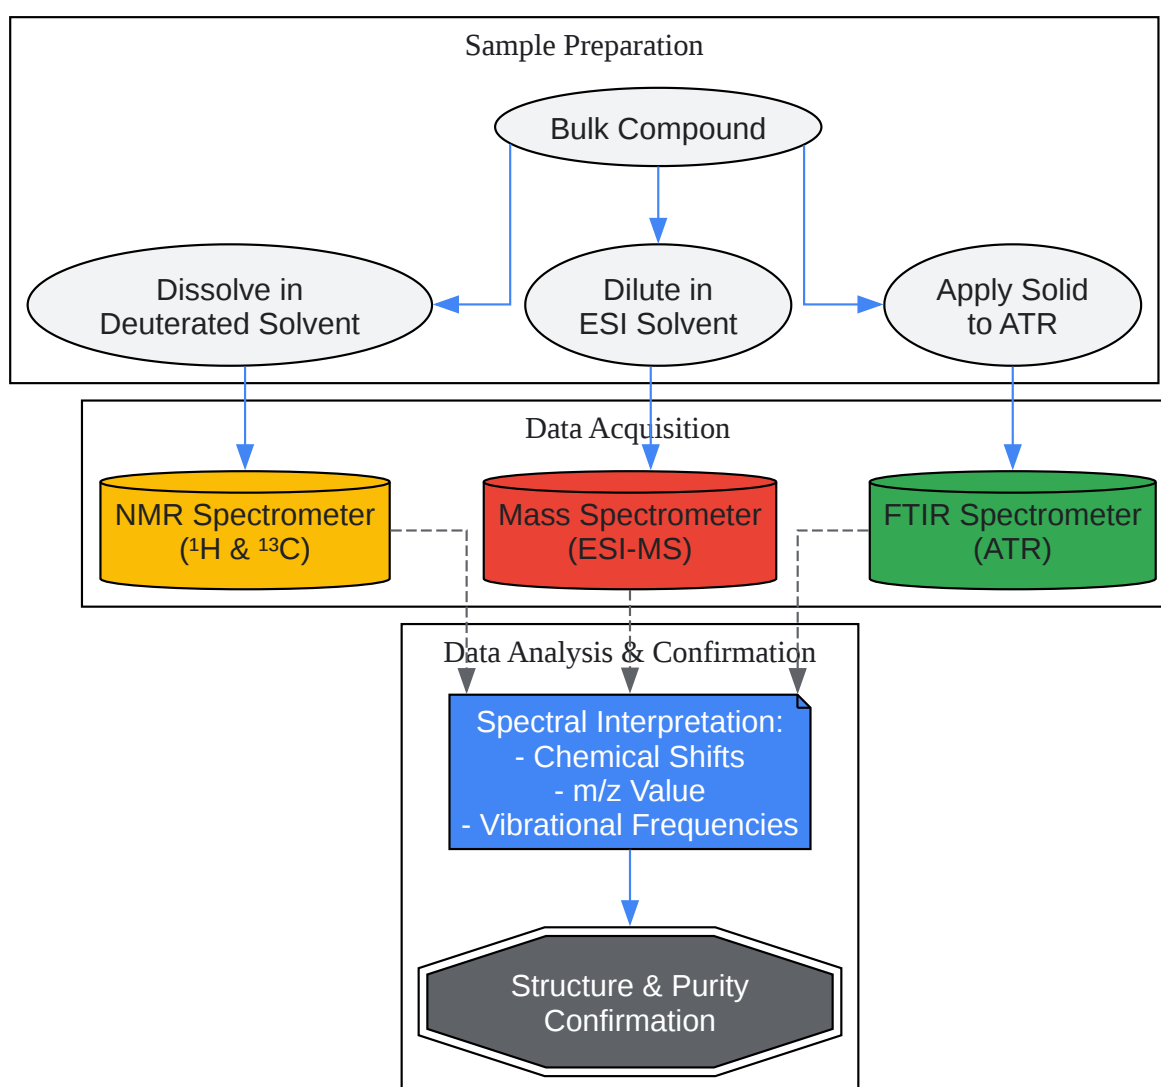 Sample Preparation
Bulk Compound
Dissolve in
Deuterated Solvent
Dilute in
ESI Solvent
Apply Solid
to ATR
Data Acquisition
NMR Spectrometer
(¹H & ¹³C)
Mass Spectrometer
(ESI-MS)
FTIR Spectrometer
(ATR)
Data Analysis & Confirmation
Spectral Interpretation:
- Chemical Shifts
- m/z Value
- Vibrational Frequencies
Structure & Purity
Confirmation